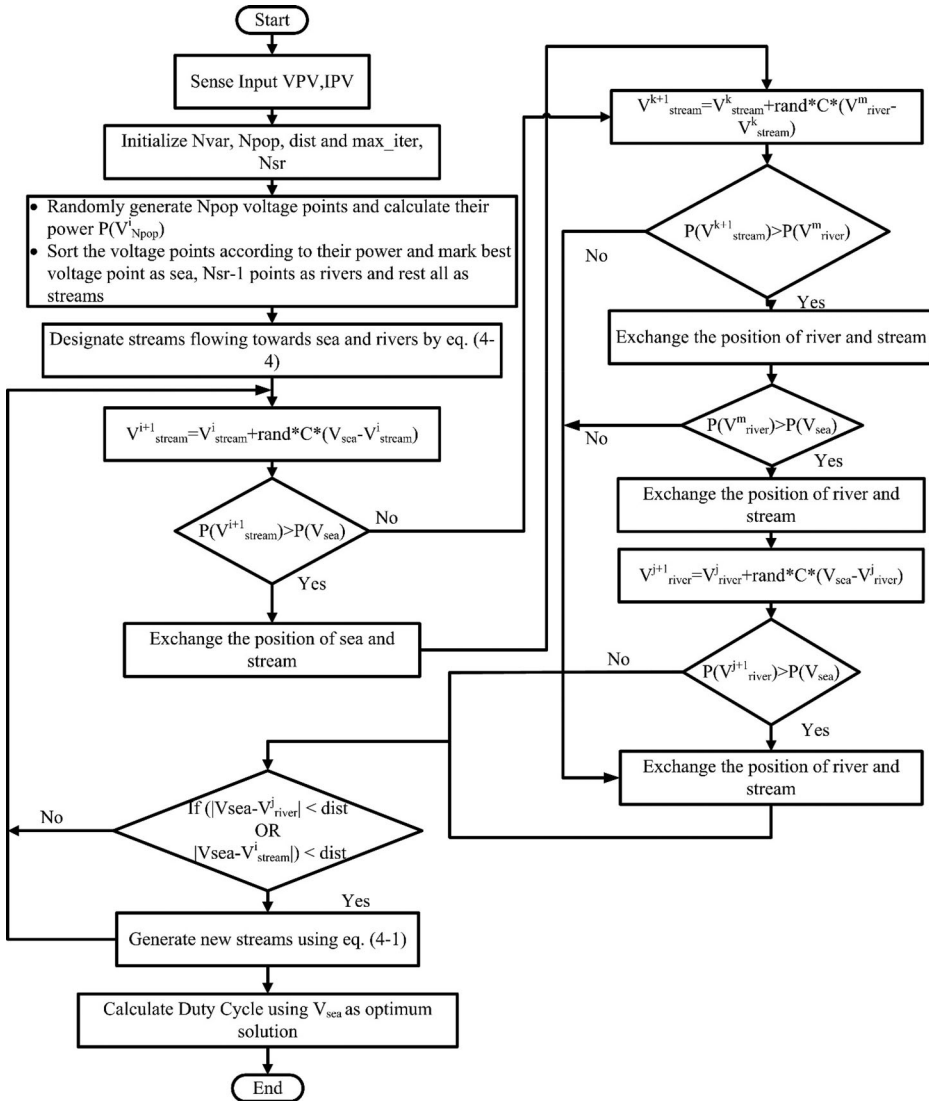 Start
Sense Input VPV,IPV
Initialize Nvar, Npop, dist and max_iter,
Nsr
• Randomly generate Npop voltage points and calculate their
power P(V^i_Npop)
• Sort the voltage points according to their power and mark best
voltage point as sea, Nsr-1 points as rivers and rest all as
streams
Designate streams flowing towards sea and rivers by eq. (4-
4)
V^i+1_stream=V^i_stream+rand*C*(V_sea-V^i_stream)
P(V^i+1_stream)>P(V_sea)
No
Yes
Exchange the position of sea and
stream
V^k+1_stream=V^k_stream+rand*C*(V^m_river-
V^k_stream)
P(V^k+1_stream)>P(V^m_river)
No
Yes
Exchange the position of river and stream
P(V^m_river)>P(V_sea)
No
Yes
Exchange the position of river and
stream
V^j+1_river=V^j_river+rand*C*(V_sea-V^j_river)
P(V^j+1_river)>P(V_sea)
No
Yes
Exchange the position of river and
stream
If (|Vsea-V^j_river| < dist
OR
|Vsea-V^i_stream|) < dist
No
Yes
Generate new streams using eq. (4-1)
Calculate Duty Cycle using V_sea as optimum
solution
End